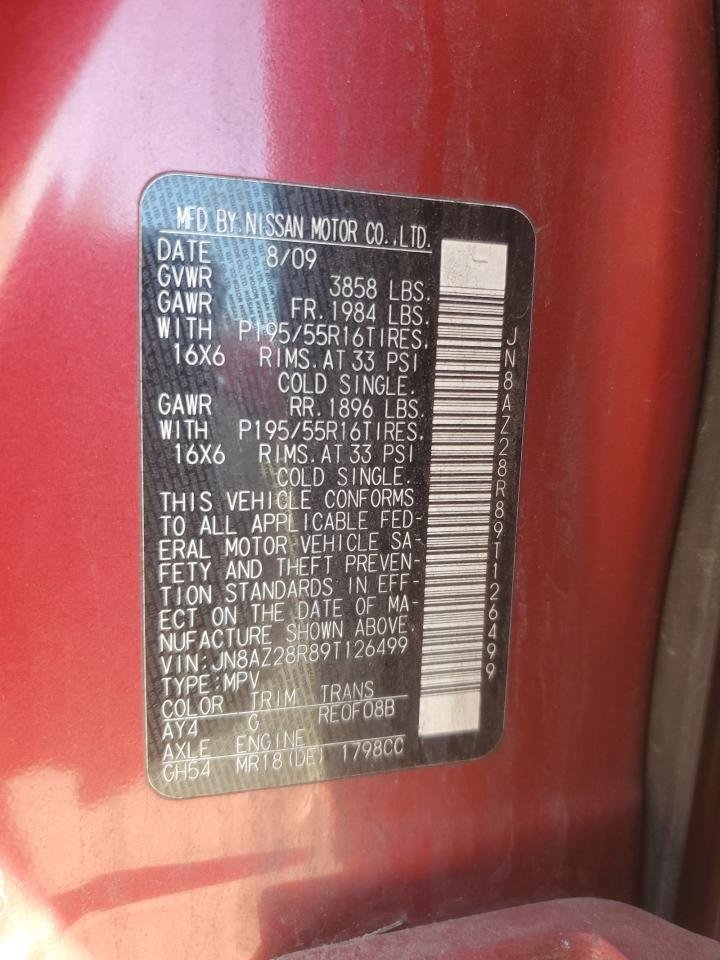 MFD BY NISSAN MOTOR CO.,LTD.
DATE 8/09
GVWR 3858 LBS.
GAWR FR. 1984 LBS.
WITH P195/55R16TIRES.
16X6 RIMS. AT 33 PSI
COLD SINGLE.
GAWR RR. 1896 LBS.
WITH P195/55R16TIRES.
16X6 RIMS. AT 33 PSI
COLD SINGLE.
THIS VEHICLE CONFORMS
TO ALL APPLICABLE FED-
ERAL MOTOR VEHICLE SA-
FETY AND THEFT PREVEN-
TION STANDARDS IN EFF-
ECT ON THE DATE OF MA-
NUFACTURE SHOWN ABOVE.
VIN:JN8AZ28R89T126499
TYPE:MPV
COLOR TRIM TRANS
AY4 G RE0F08B
AXLE ENGINE
GH54 MR18(DE) 1798CC
JN8AZ28R89T126499